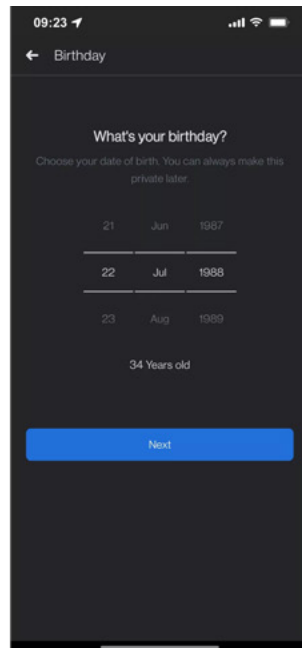 09:23
Birthday
What's your birthday?
Choose your date of birth. You can always make this
private later.
21 Jun 1987
22 Jul 1988
23 Aug 1989
34 Years old
Next